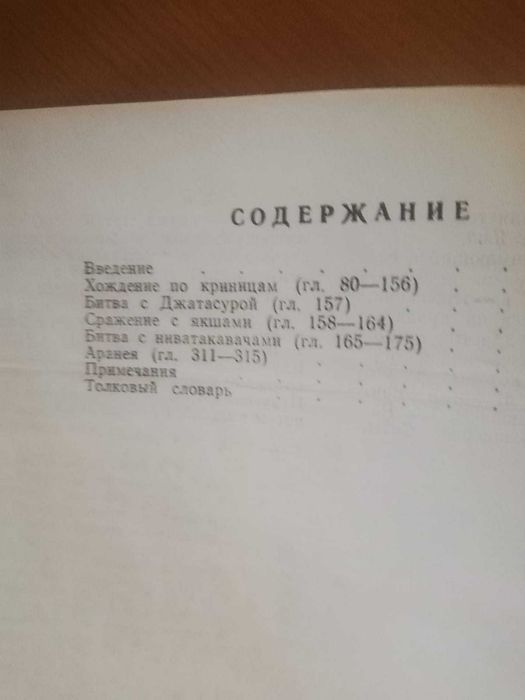 СОДЕРЖАНИЕ
Введение . . . . . . . .
Хождение по криницам (гл. 80—156) . .
Битва с Джатасурой (гл. 157) . . . .
Сражение с якшами (гл. 158—164) . .
Битва с ниватакавачами (гл. 165—175) . .
Аранея (гл. 311—315) . . . . .
Примечания . . . . .
Толковый словарь . . . . . .